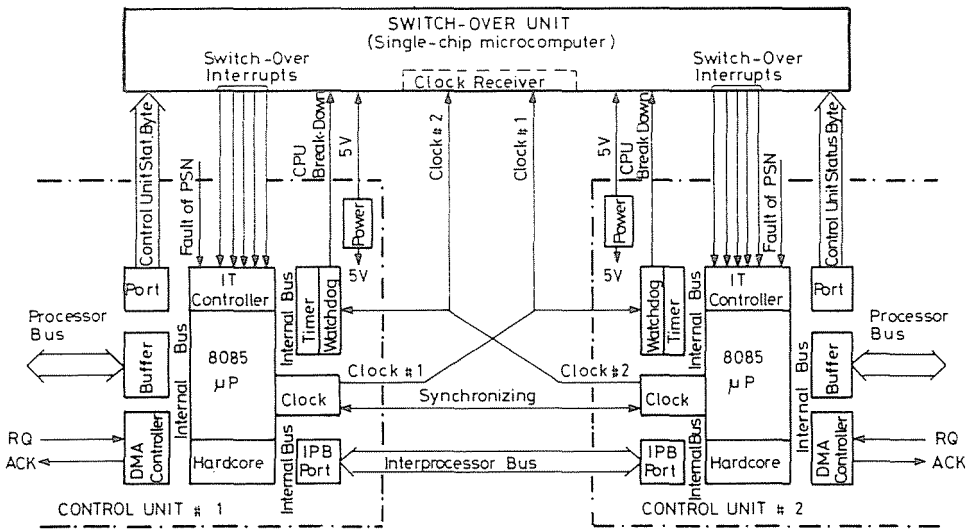 SWITCH-OVER UNIT
(Single-chip microcomputer)
Switch-Over
Interrupts
Clock Receiver
Switch-Over
Interrupts
Control Unit Stat. Byte
Fault of PSN
CPU
Break-Down
5V
Clock # 2
Clock # 1
5V
CPU
Break Down
Fault of PSN
Control Unit Status Byte
Power
5V
Power
5V
Port
IT
Controller
Internal Bus
Timer
Watchdog
Watchdog
Timer
Internal Bus
IT
Controller
Port
Processor
Bus
Buffer
Internal Bus
8085
µP
Clock #1
Clock#2
8085
µP
Internal Bus
Buffer
Processor
Bus
Clock
Synchronizing
Clock
RQ
ACK
DMA
Controller
Hardcore
Internal Bus
IPB
Port
Interprocessor Bus
IPB
Port
Internal Bus
Hardcore
DMA
Controller
RQ
ACK
CONTROL UNIT # 1
CONTROL UNIT # 2